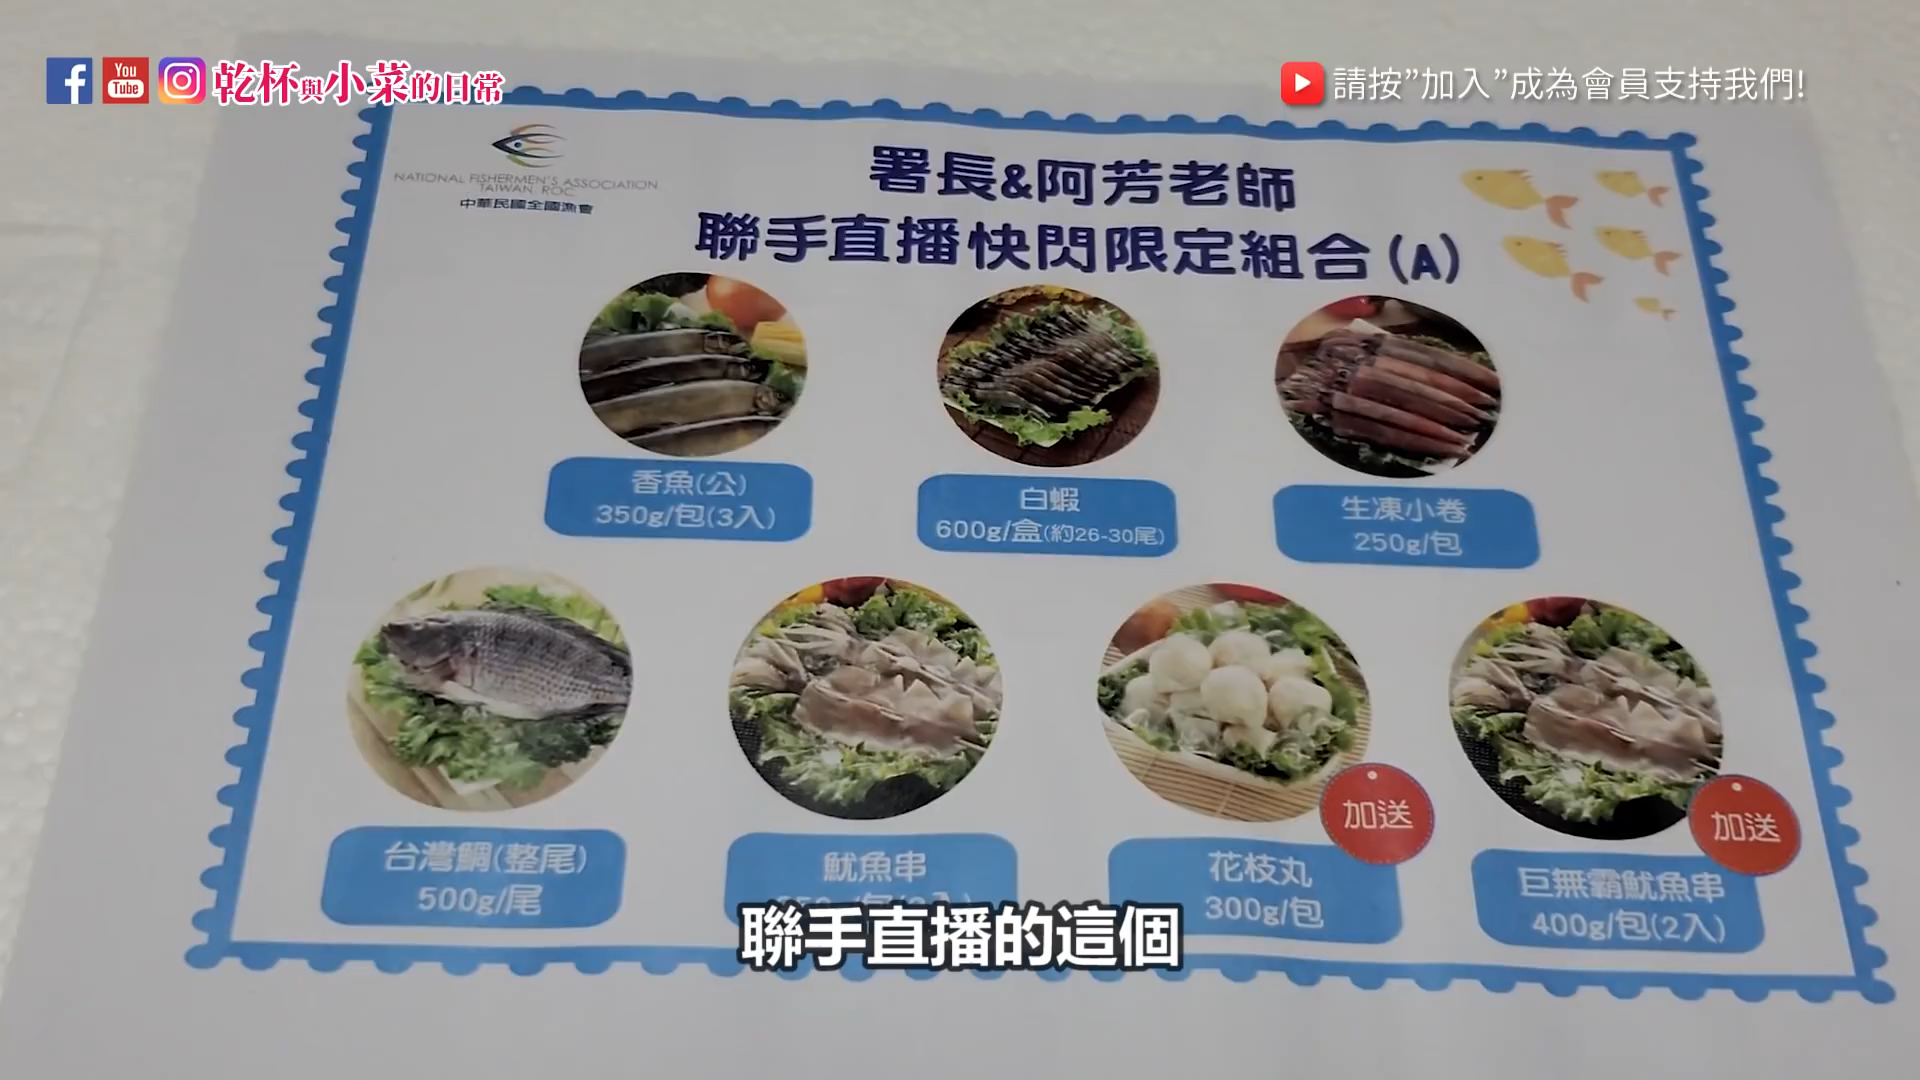 You
Tube
乾杯與小菜的日常
請按”加入”成為會員支持我們!
NATIONAL FISHERMEN'S ASSOCIATION
TAIWAN. ROC
中華民國全國漁會
署長&阿芳老師
聯手直播快閃限定組合(A)
香魚(公)
350g/包(3入)
白蝦
600g/盒(約26-30尾)
生凍小卷
250g/包
台灣鯛(整尾)
500g/尾
魷魚串
花枝丸
300g/包
加送
巨無霸魷魚串
400g/包(2入)
加送
聯手直播的這個